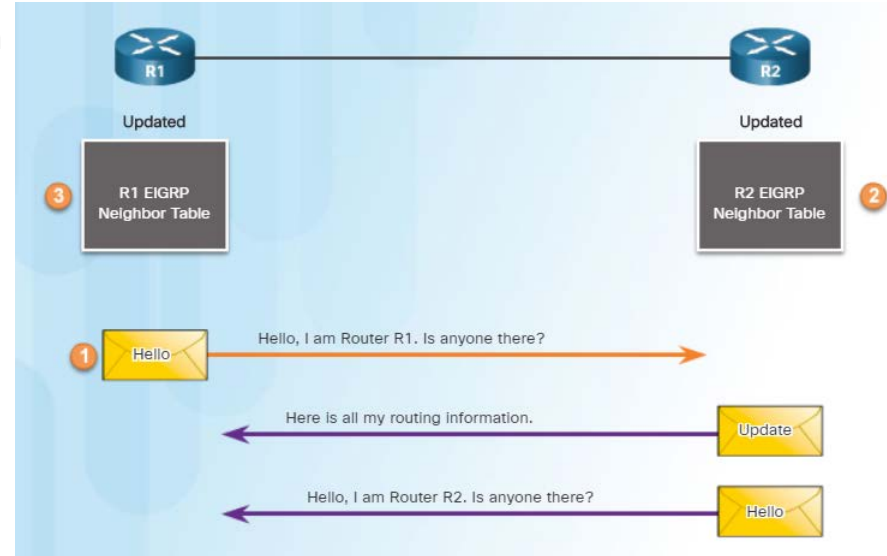 R1
R2
Updated
Updated
3
R1 EIGRP
Neighbor Table
R2 EIGRP
Neighbor Table
2
Hello, I am Router R1. Is anyone there?
1
Hello
Here is all my routing information.
Update
Hello, I am Router R2. Is anyone there?
Hello